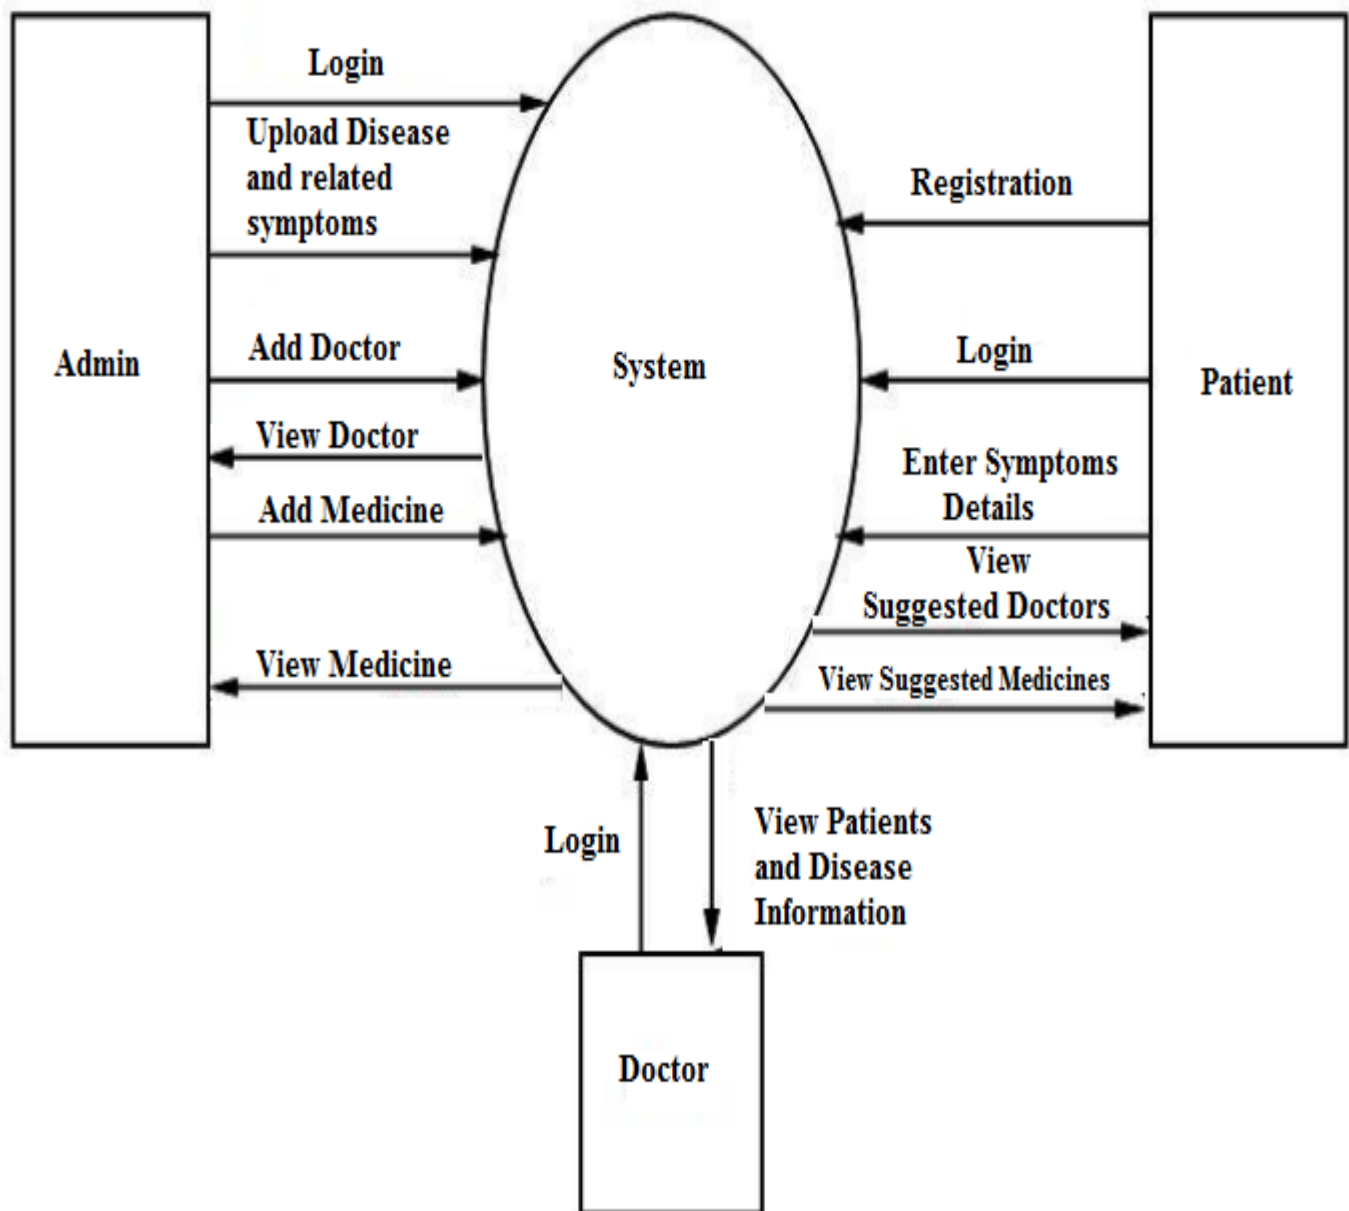 Login
Upload Disease
and related
symptoms
Admin
Add Doctor
View Doctor
Add Medicine
View Medicine
System
Registration
Login
Patient
Enter Symptoms
Details
View
Suggested Doctors
View Suggested Medicines
Login
View Patients
and Disease
Information
Doctor